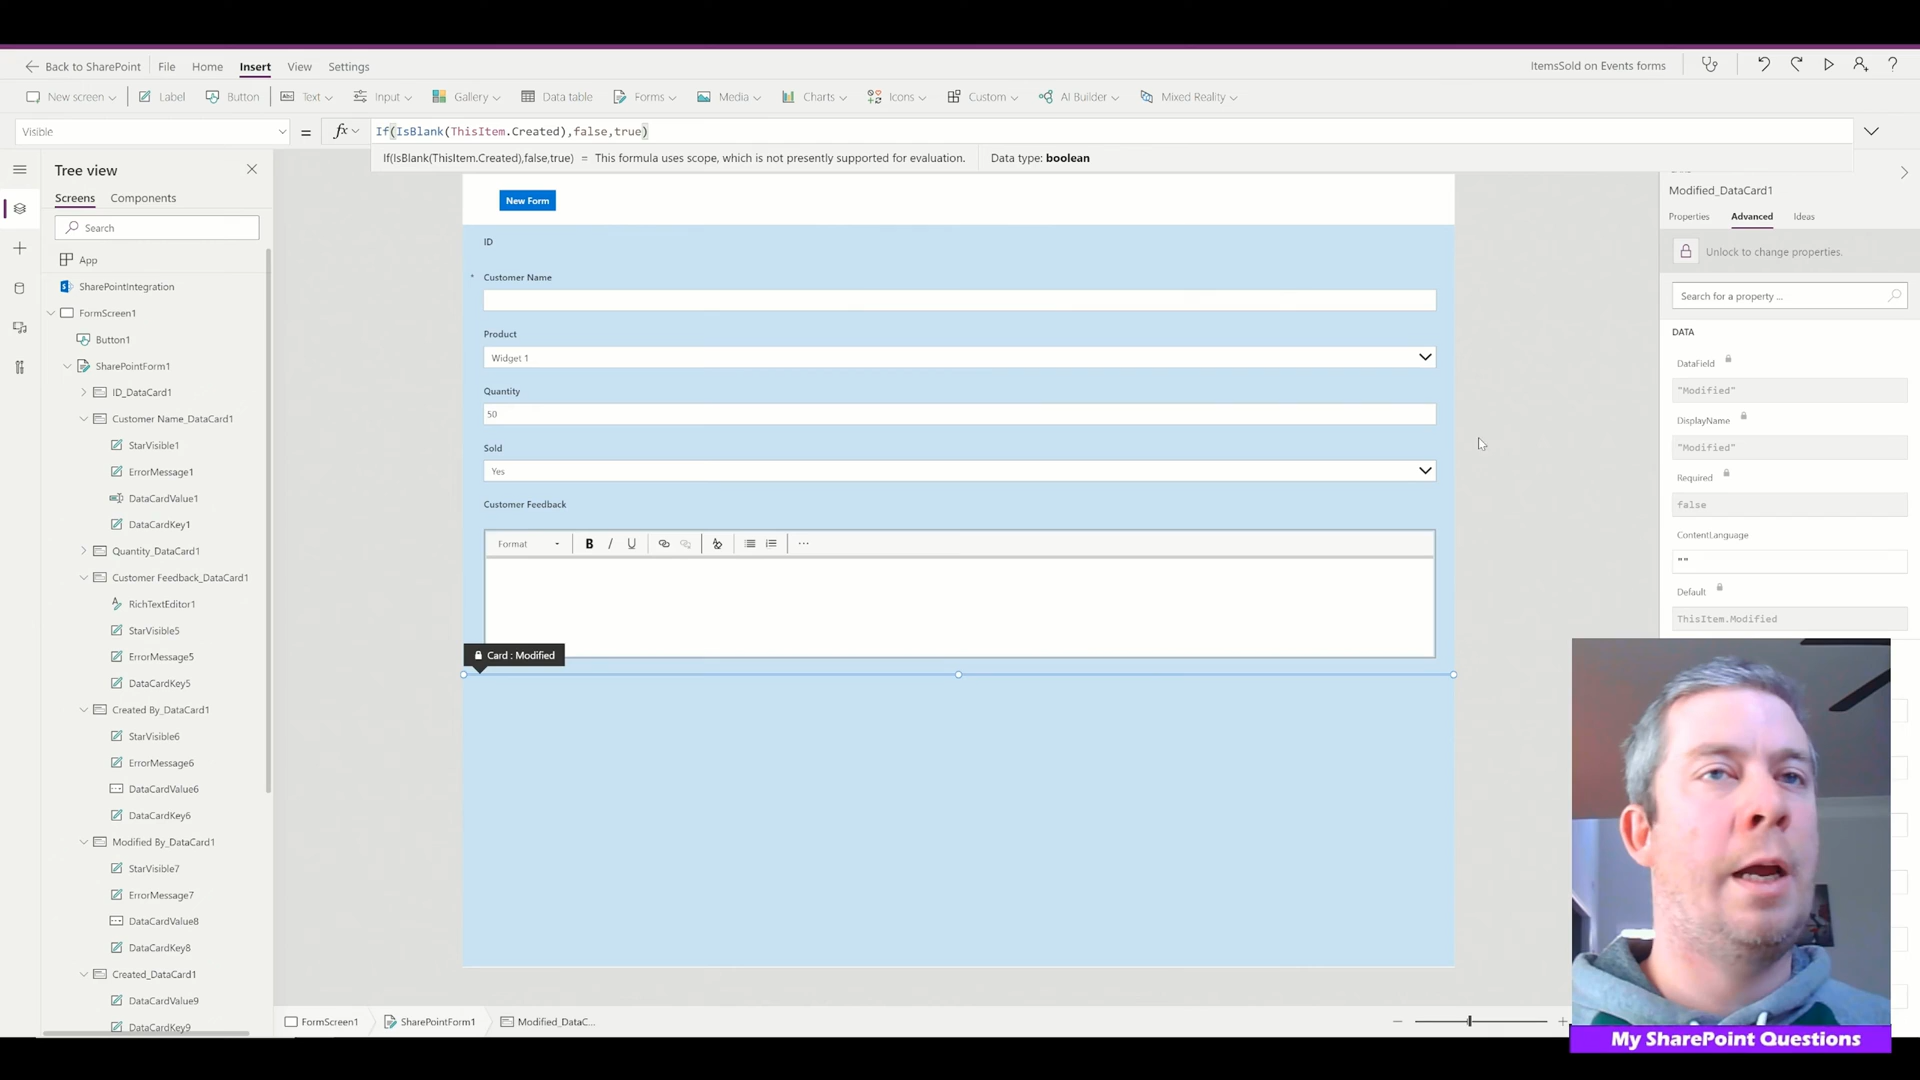 Back to SharePoint File Home Insert View Settings ItemsSold on Events forms
New screen Label Button Text Input Gallery Data table Forms Media Charts Icons Custom AI Builder Mixed Reality
Visible = fx If(IsBlank(ThisItem.Created),false,true)
If(IsBlank(ThisItem.Created),false,true) = This formula uses scope, which is not presently supported for evaluation. Data type: boolean
Tree view
Screens Components
Search
App
SharePointIntegration
FormScreen1
Button1
SharePointForm1
ID_DataCard1
Customer Name_DataCard1
StarVisible1
ErrorMessage1
DataCardValue1
DataCardKey1
Quantity_DataCard1
Customer Feedback_DataCard1
RichTextEditor1
StarVisible5
ErrorMessage5
DataCardKey5
Created By_DataCard1
StarVisible6
ErrorMessage6
DataCardValue6
DataCardKey6
Modified By_DataCard1
StarVisible7
ErrorMessage7
DataCardValue8
DataCardKey8
Created_DataCard1
DataCardValue9
DataCardKey9
New Form
ID
* Customer Name
Product
Widget 1
Quantity
50
Sold
Yes
Customer Feedback
Format B / U ...
Card : Modified
FormScreen1 SharePointForm1 Modified_DataC...
Modified_DataCard1
Properties Advanced Ideas
Unlock to change properties.
Search for a property ...
DATA
DataField
"Modified"
DisplayName
"Modified"
Required
false
ContentLanguage
""
Default
ThisItem.Modified
My SharePoint Questions